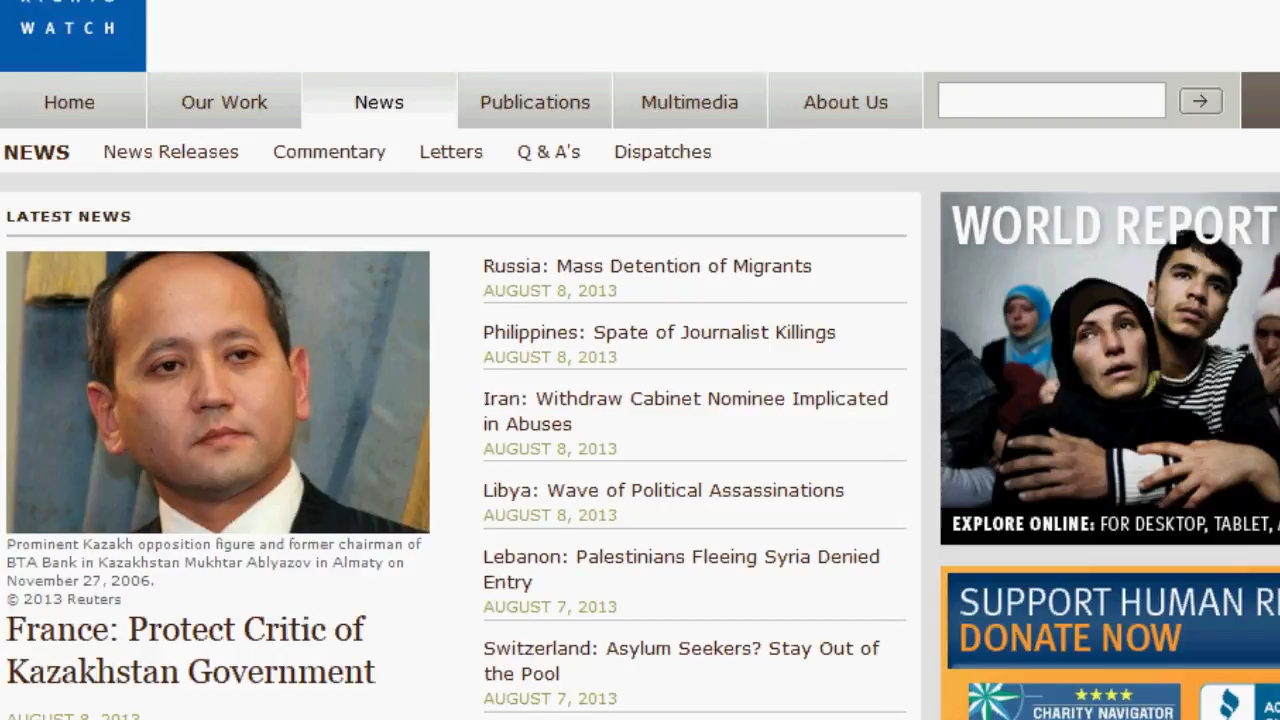 WATCH
Home
Our Work
News
Publications
Multimedia
About Us
NEWS
News Releases
Commentary
Letters
Q & A's
Dispatches
LATEST NEWS
Prominent Kazakh opposition figure and former chairman of
BTA Bank in Kazakhstan Mukhtar Ablyazov in Almaty on
November 27, 2006.
© 2013 Reuters
France: Protect Critic of
Kazakhstan Government
AUGUST 8, 2013
Russia: Mass Detention of Migrants
AUGUST 8, 2013
Philippines: Spate of Journalist Killings
AUGUST 8, 2013
Iran: Withdraw Cabinet Nominee Implicated
in Abuses
AUGUST 8, 2013
Libya: Wave of Political Assassinations
AUGUST 8, 2013
Lebanon: Palestinians Fleeing Syria Denied
Entry
AUGUST 7, 2013
Switzerland: Asylum Seekers? Stay Out of
the Pool
AUGUST 7, 2013
WORLD REPORT
EXPLORE ONLINE: FOR DESKTOP, TABLET,
SUPPORT HUMAN RI
DONATE NOW
CHARITY NAVIGATOR